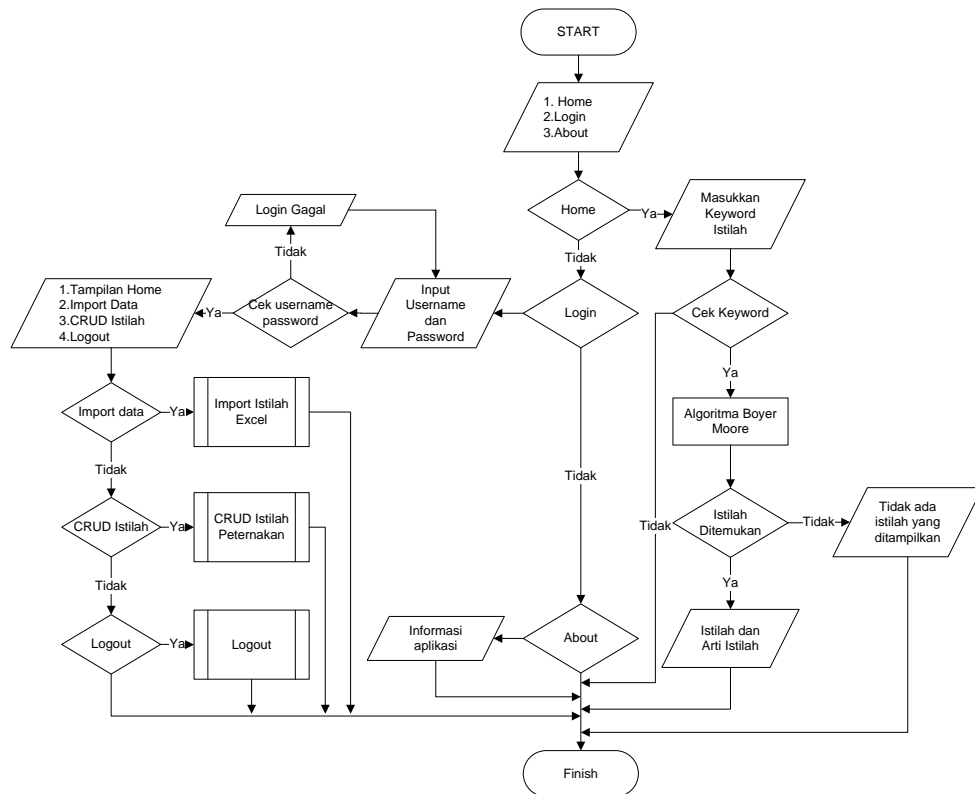 START
1. Home
2.Login
3.About
Home
Ya
Masukkan
Keyword
Istilah
Tidak
Login Gagal
Tidak
Cek username
password
Ya
Input
Username
dan
Password
Login
Cek Keyword
1.Tampilan Home
2.Import Data
3.CRUD Istilah
4.Logout
Ya
Import data
Ya
Import Istilah
Excel
Algoritma Boyer
Moore
Tidak
Tidak
CRUD Istilah
Ya
CRUD Istilah
Peternakan
Tidak
Istilah
Ditemukan
Tidak
Tidak ada
istilah yang
ditampilkan
Tidak
Ya
Logout
Ya
Logout
Informasi
aplikasi
About
Istilah dan
Arti Istilah
Finish